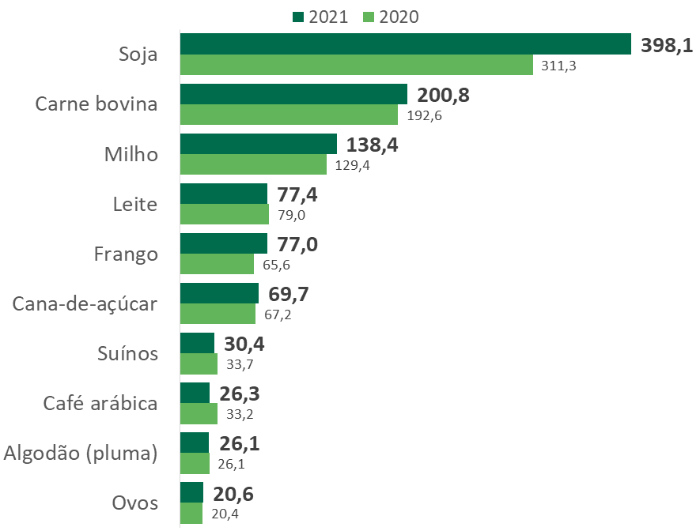 2021 2020
Soja 398,1
311,3
Carne bovina 200,8
192,6
Milho 138,4
129,4
Leite 77,4
79,0
Frango 77,0
65,6
Cana-de-açúcar 69,7
67,2
Suínos 30,4
33,7
Café arábica 26,3
33,2
Algodão (pluma) 26,1
26,1
Ovos 20,6
20,4